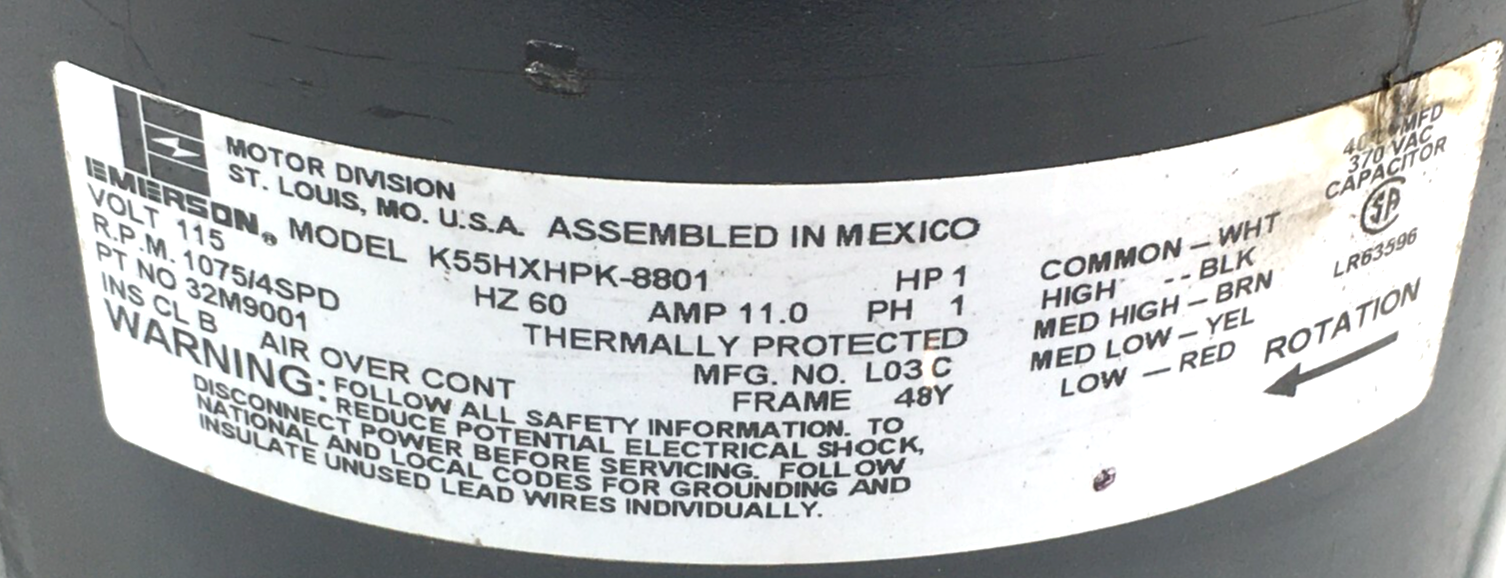 MOTOR DIVISION
ST. LOUIS, MO. U.S.A. ASSEMBLED IN MEXICO
EMERSON® MODEL K55HXHPK-8801 HP 1
VOLT 115 HZ 60 AMP 11.0 PH 1
R.P.M. 1075/4SPD THERMALLY PROTECTED
PT NO 32M9001 MFG. NO. L03 C
INS CL B AIR OVER CONT FRAME 48Y
WARNING: FOLLOW ALL SAFETY INFORMATION. TO
REDUCE POTENTIAL ELECTRICAL SHOCK,
DISCONNECT POWER BEFORE SERVICING. FOLLOW
NATIONAL AND LOCAL CODES FOR GROUNDING AND
INSULATE UNUSED LEAD WIRES INDIVIDUALLY.
COMMON – WHT
HIGH - - BLK
MED HIGH – BRN
MED LOW – YEL
LOW — RED
MFD
370 VAC
CAPACITOR
SA
LR63596
ROTATION